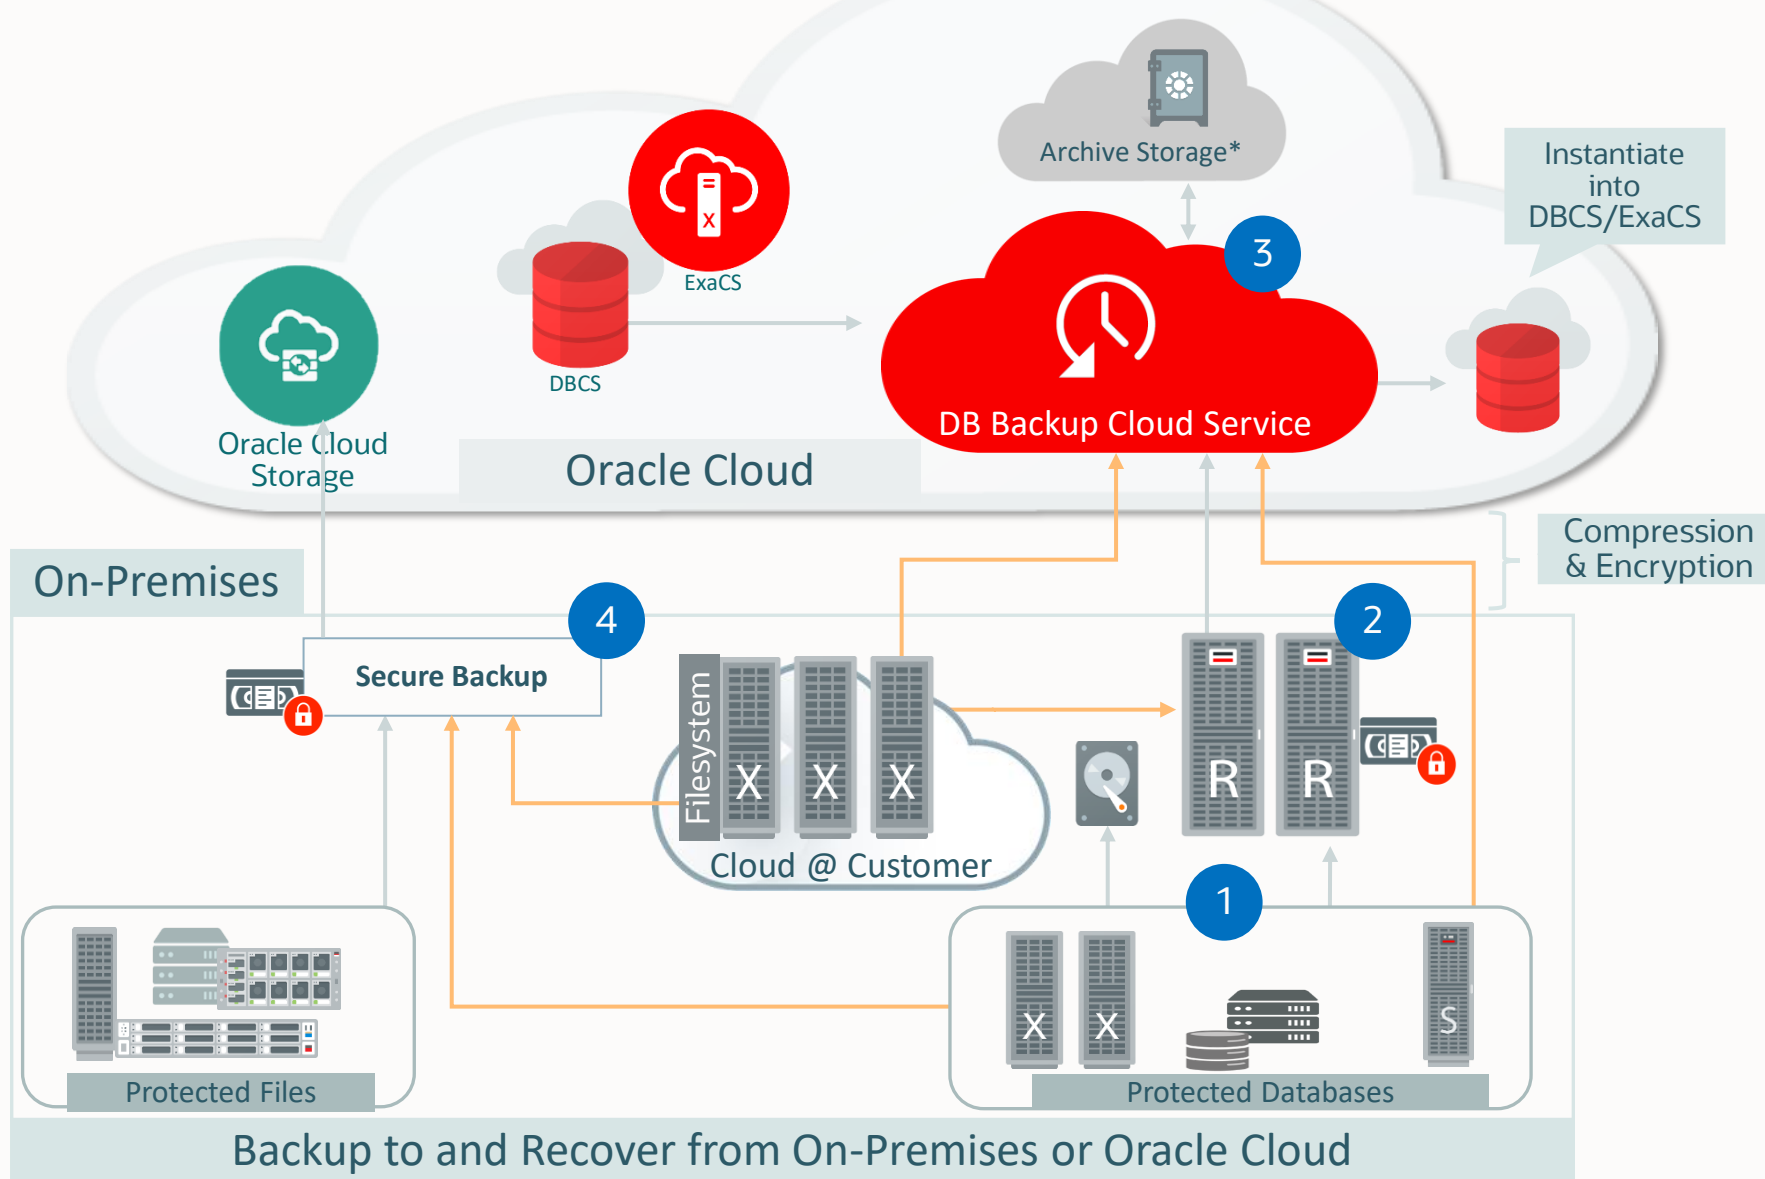 Archive Storage*
Instantiate
into
DBCS/ExaCS
X
ExaCS
3
DBCS
DB Backup Cloud Service
Oracle Cloud
Storage
Oracle Cloud
Compression
& Encryption
On-Premises
4
2
Secure Backup
Filesystem
X
X
X
R
R
Cloud @ Customer
1
X
X
S
Protected Files
Protected Databases
Backup to and Recover from On-Premises or Oracle Cloud